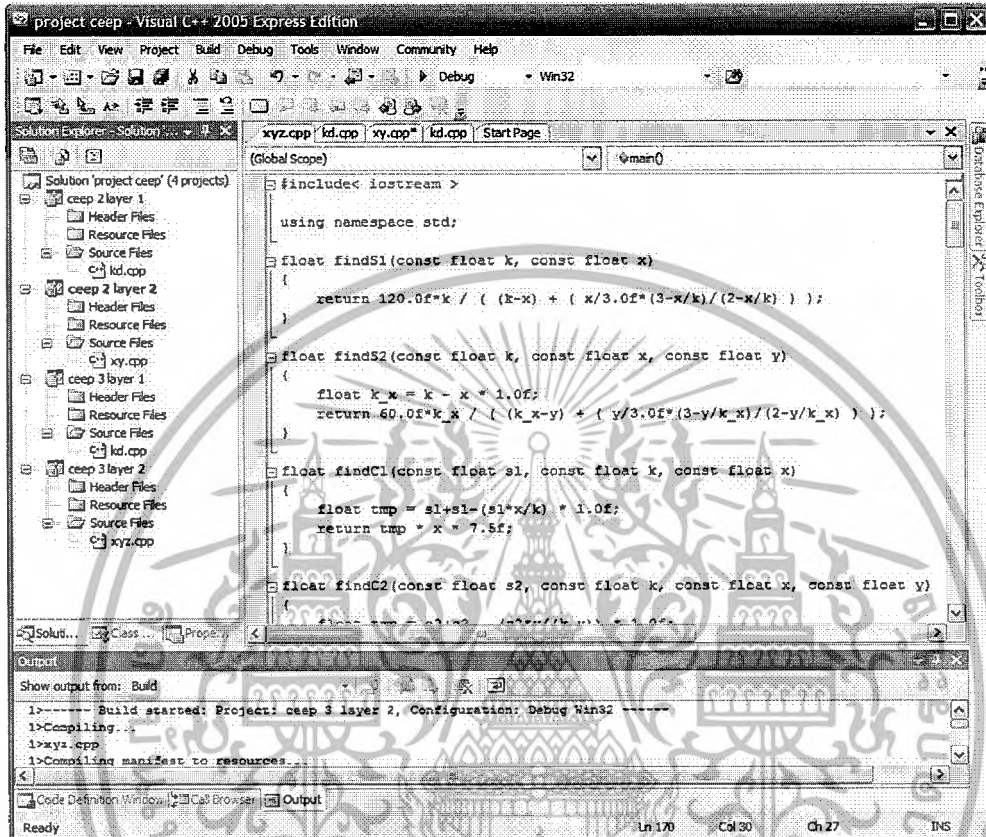 project ceep - Visual C++ 2005 Express Edition
File Edit View Project Build Debug Tools Window Community Help
Debug Win32
Solution Explorer - Solution '...
xyz.cpp kd.cpp xy.cpp* kd.cpp Start Page
(Global Scope) main()
Solution 'project ceep' (4 projects)
ceep 2 layer 1
Header Files
Resource Files
Source Files
kd.cpp
ceep 2 layer 2
Header Files
Resource Files
Source Files
xy.cpp
ceep 3 layer 1
Header Files
Resource Files
Source Files
kd.cpp
ceep 3 layer 2
Header Files
Resource Files
Source Files
xyz.cpp
#include< iostream >
using namespace std;
float findS1(const float k, const float x)
{
return 120.0f*k / ( (k-x) + ( x/3.0f*(3-x/k)/(2-x/k) ) );
}
float findS2(const float k, const float x, const float y)
{
float k_x = k - x * 1.0f;
return 60.0f*k_x / ( (k_x-y) + ( y/3.0f*(3-y/k_x)/(2-y/k_x) ) );
}
float findC1(const float s1, const float k, const float x)
{
float tmp = s1+s1-(s1*x/k) * 1.0f;
return tmp * x * 7.5f;
}
float findC2(const float s2, const float k, const float x, const float y)
{
Database Explorer Toolbox
Soluti... Class ... Prope...
Output
Show output from: Build
1>------ Build started: Project: ceep 3 layer 2, Configuration: Debug Win32 ------
1>Compiling...
1>xyz.cpp
1>Compiling manifest to resources...
Code Definition Window Call Browser Output
Ready Ln 170 Col 30 Ch 27 INS